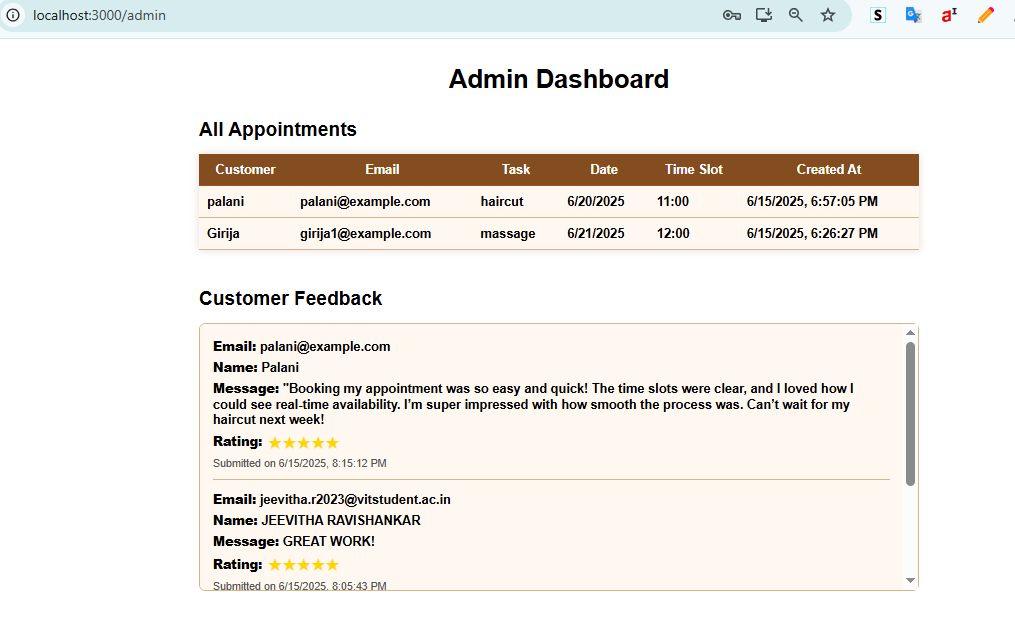 localhost:3000/admin
S
G
aI
Admin Dashboard
All Appointments
Customer Email Task Date Time Slot Created At
palani palani@example.com haircut 6/20/2025 11:00 6/15/2025, 6:57:05 PM
Girija girija1@example.com massage 6/21/2025 12:00 6/15/2025, 6:26:27 PM
Customer Feedback
Email: palani@example.com
Name: Palani
Message: "Booking my appointment was so easy and quick! The time slots were clear, and I loved how I
could see real-time availability. I'm super impressed with how smooth the process was. Can't wait for my
haircut next week!
Rating: ★★★★★
Submitted on 6/15/2025, 8:15:12 PM
Email: jeevitha.r2023@vitstudent.ac.in
Name: JEEVITHA RAVISHANKAR
Message: GREAT WORK!
Rating: ★★★★★
Submitted on 6/15/2025, 8:05:43 PM